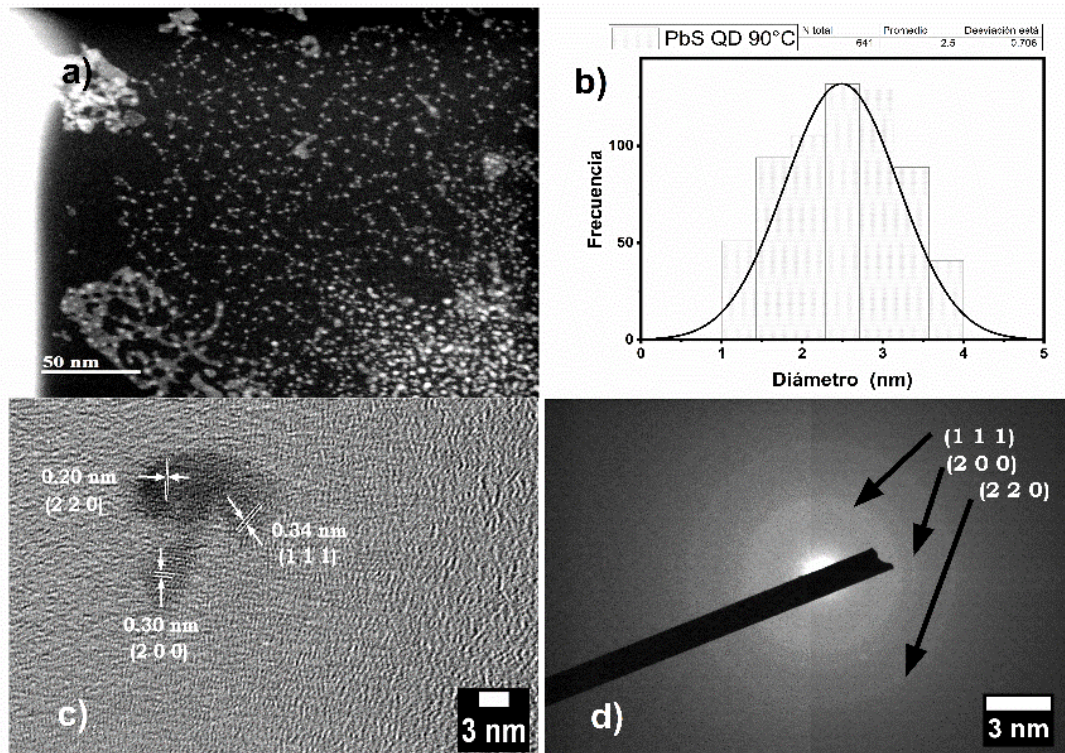 a)
50 nm
b)
PbS QD 90°C
N total Promedio Desviación está
641 2.5 0.706
Frecuencia
100
50
0
0 1 2 3 4 5
Diámetro (nm)
0.20 nm
(2 2 0)
0.34 nm
(1 1 1)
0.30 nm
(2 0 0)
c)
3 nm
(1 1 1)
(2 0 0)
(2 2 0)
d)
3 nm